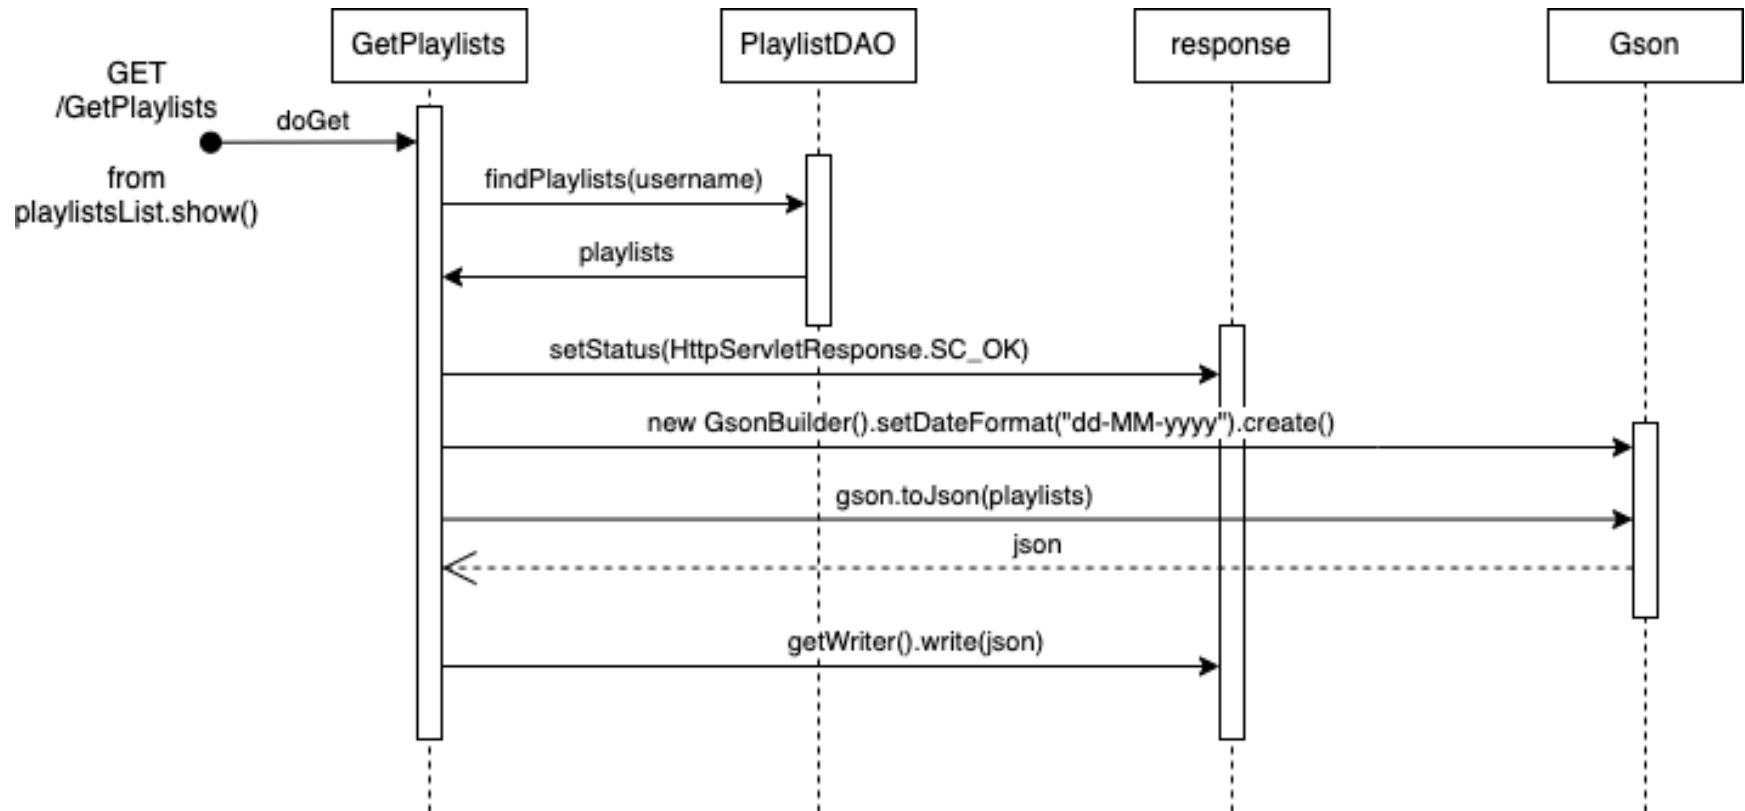 GetPlaylists
PlaylistDAO
response
Gson
GET
/GetPlaylists
doGet
from
playlistsList.show()
findPlaylists(username)
playlists
setStatus(HttpServletResponse.SC_OK)
new GsonBuilder().setDateFormat("dd-MM-yyyy").create()
gson.toJson(playlists)
json
getWriter().write(json)